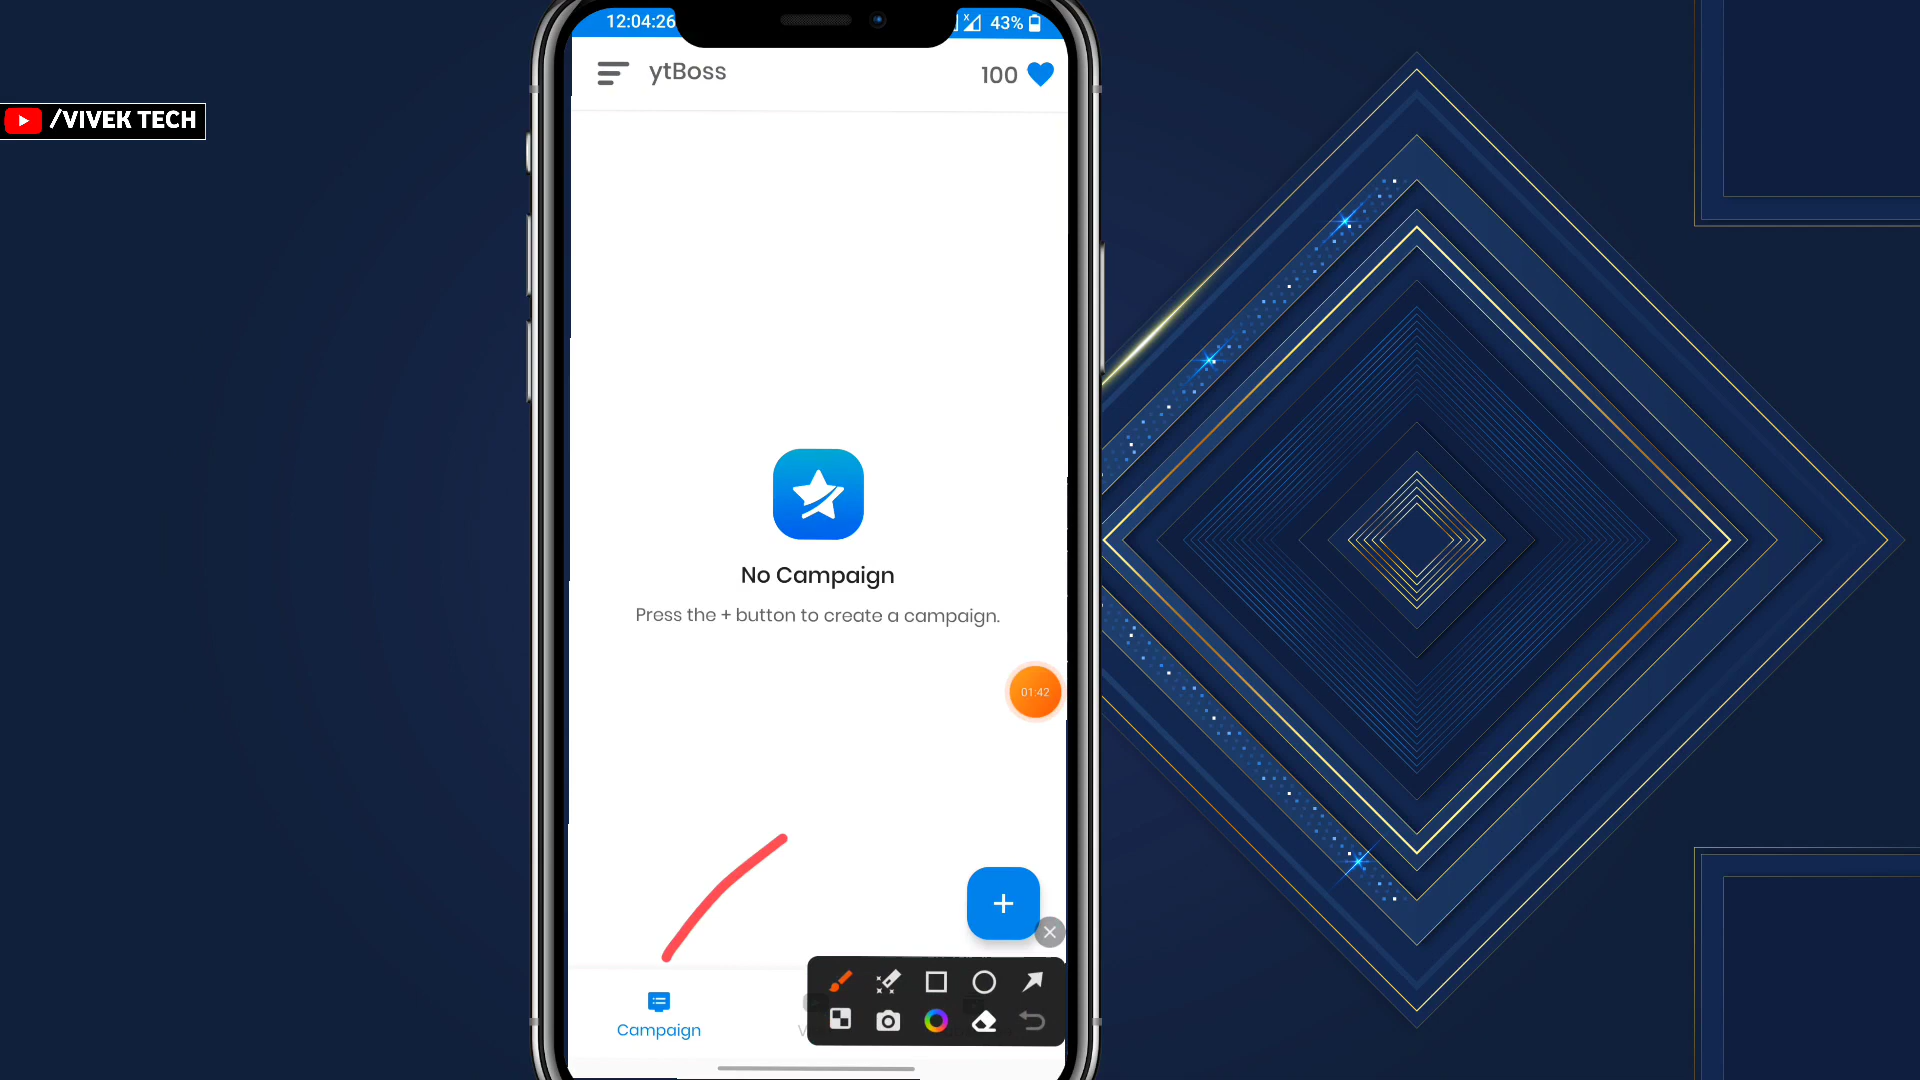 12:04:26
43%
ytBoss
100
/VIVEK TECH
No Campaign
Press the + button to create a campaign.
01:42
+
Campaign